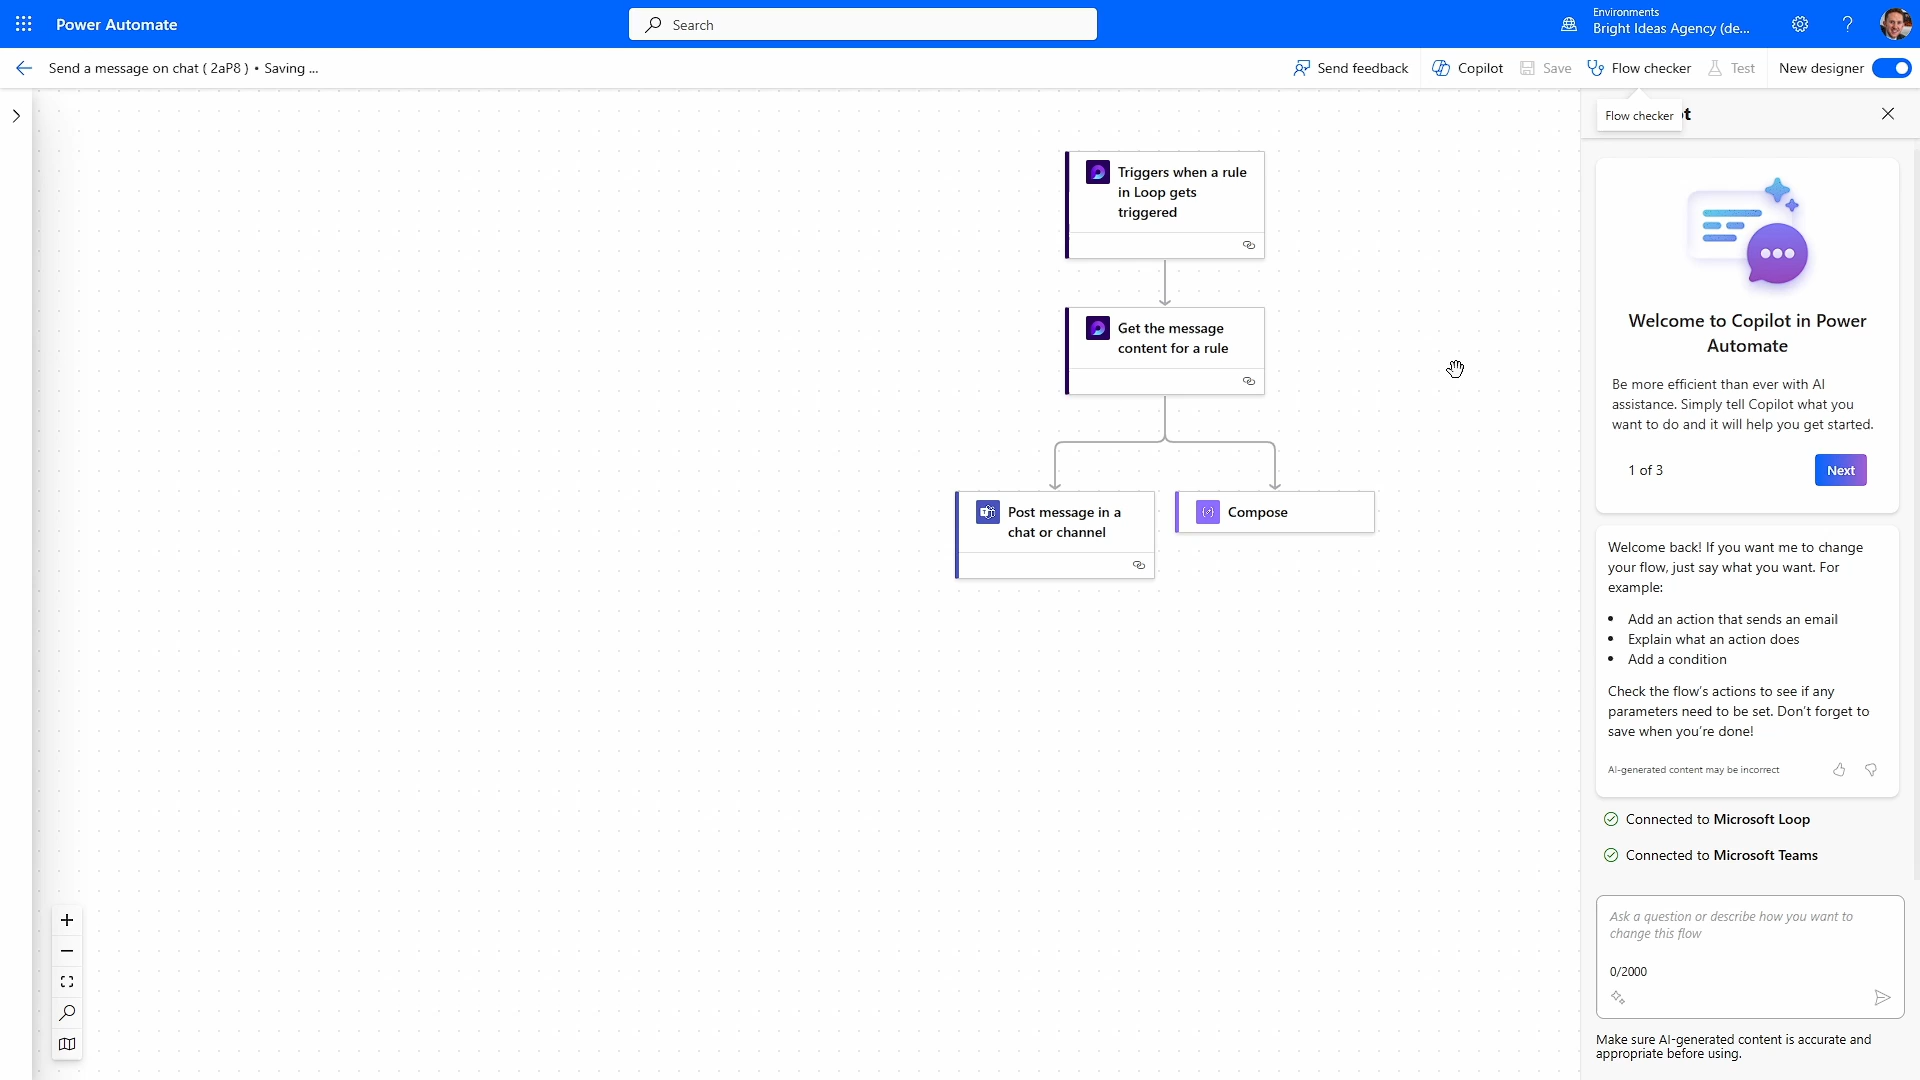 Power Automate
Search
Environments
Bright Ideas Agency (de...
Send a message on chat ( 2aP8 ) • Saving ...
Send feedback
Copilot
Save
Flow checker
Test
New designer
Flow checker
Triggers when a rule
in Loop gets
triggered
Get the message
content for a rule
Post message in a
chat or channel
Compose
Welcome to Copilot in Power
Automate
Be more efficient than ever with AI
assistance. Simply tell Copilot what you
want to do and it will help you get started.
1 of 3
Next
Welcome back! If you want me to change
your flow, just say what you want. For
example:
• Add an action that sends an email
• Explain what an action does
• Add a condition
Check the flow's actions to see if any
parameters need to be set. Don't forget to
save when you're done!
AI-generated content may be incorrect
Connected to Microsoft Loop
Connected to Microsoft Teams
Ask a question or describe how you want to
change this flow
0/2000
Make sure AI-generated content is accurate and
appropriate before using.